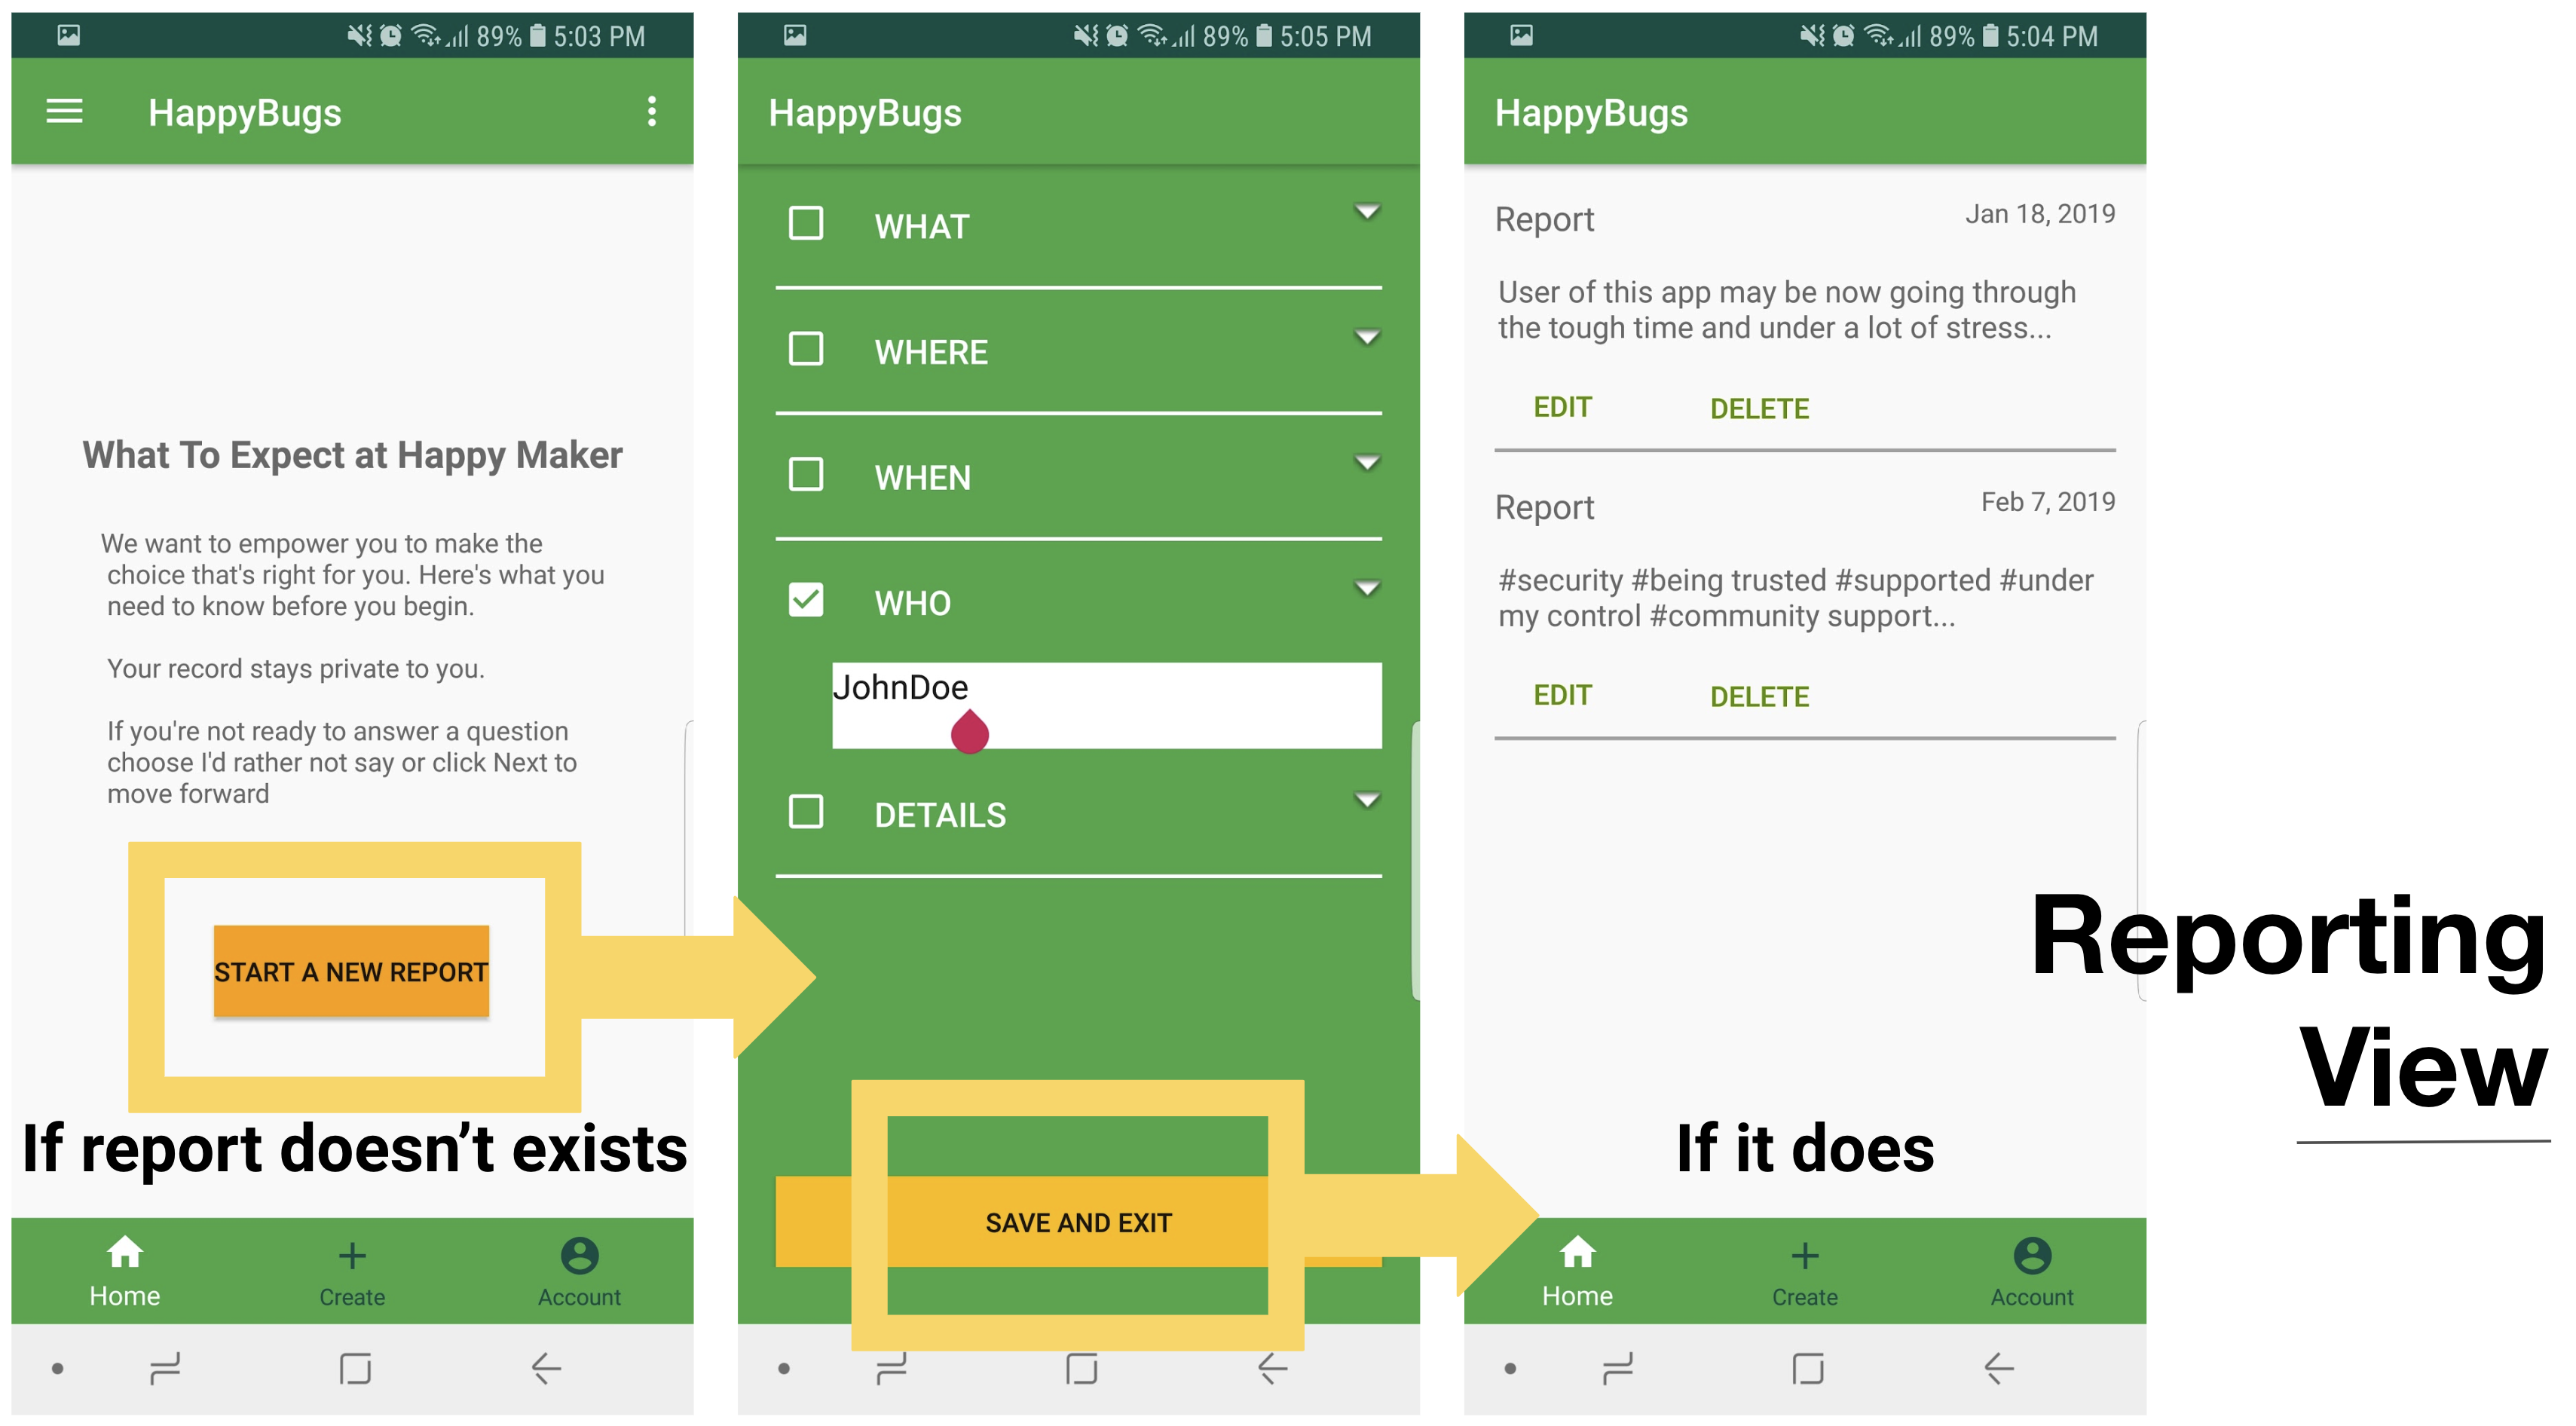 89% 5:03 PM
HappyBugs
What To Expect at Happy Maker
We want to empower you to make the
choice that's right for you. Here's what you
need to know before you begin.
Your record stays private to you.
If you're not ready to answer a question
choose I'd rather not say or click Next to
move forward
START A NEW REPORT
If report doesn’t exists
Home
Create
Account
89% 5:05 PM
HappyBugs
WHAT
WHERE
WHEN
WHO
JohnDoe
DETAILS
SAVE AND EXIT
89% 5:04 PM
HappyBugs
Report
Jan 18, 2019
User of this app may be now going through
the tough time and under a lot of stress...
EDIT
DELETE
Report
Feb 7, 2019
#security #being trusted #supported #under
my control #community support...
EDIT
DELETE
If it does
Home
Create
Account
Reporting
View